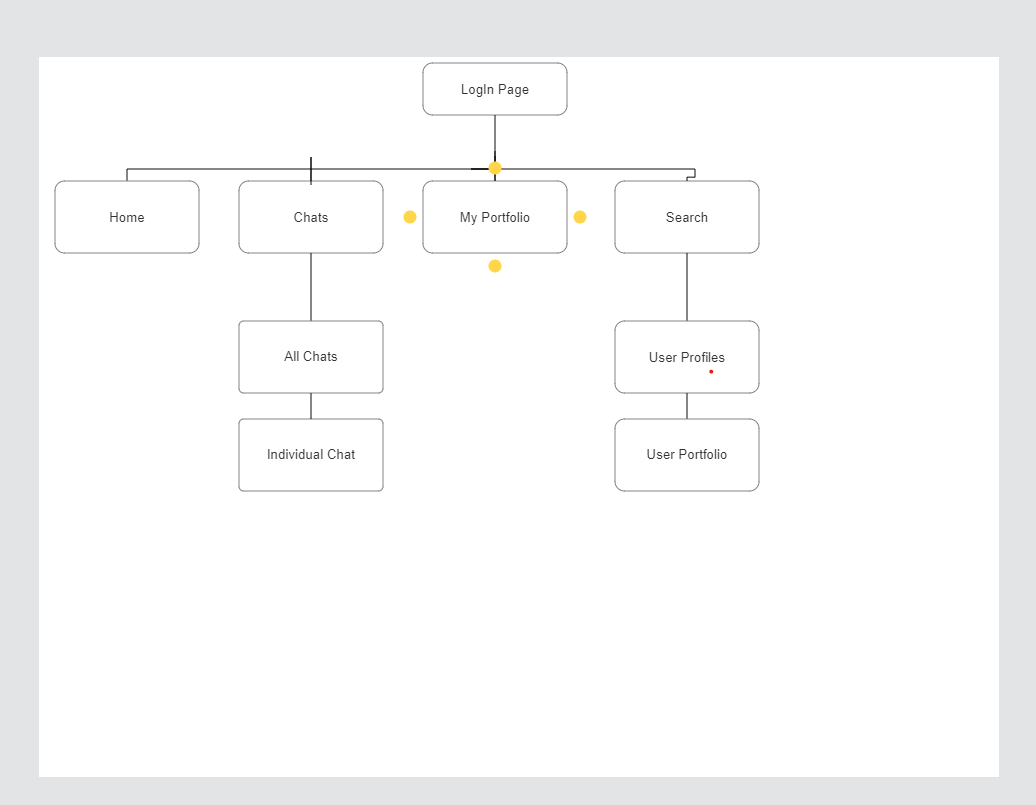 LogIn Page
Home
Chats
My Portfolio
Search
All Chats
User Profiles
Individual Chat
User Portfolio